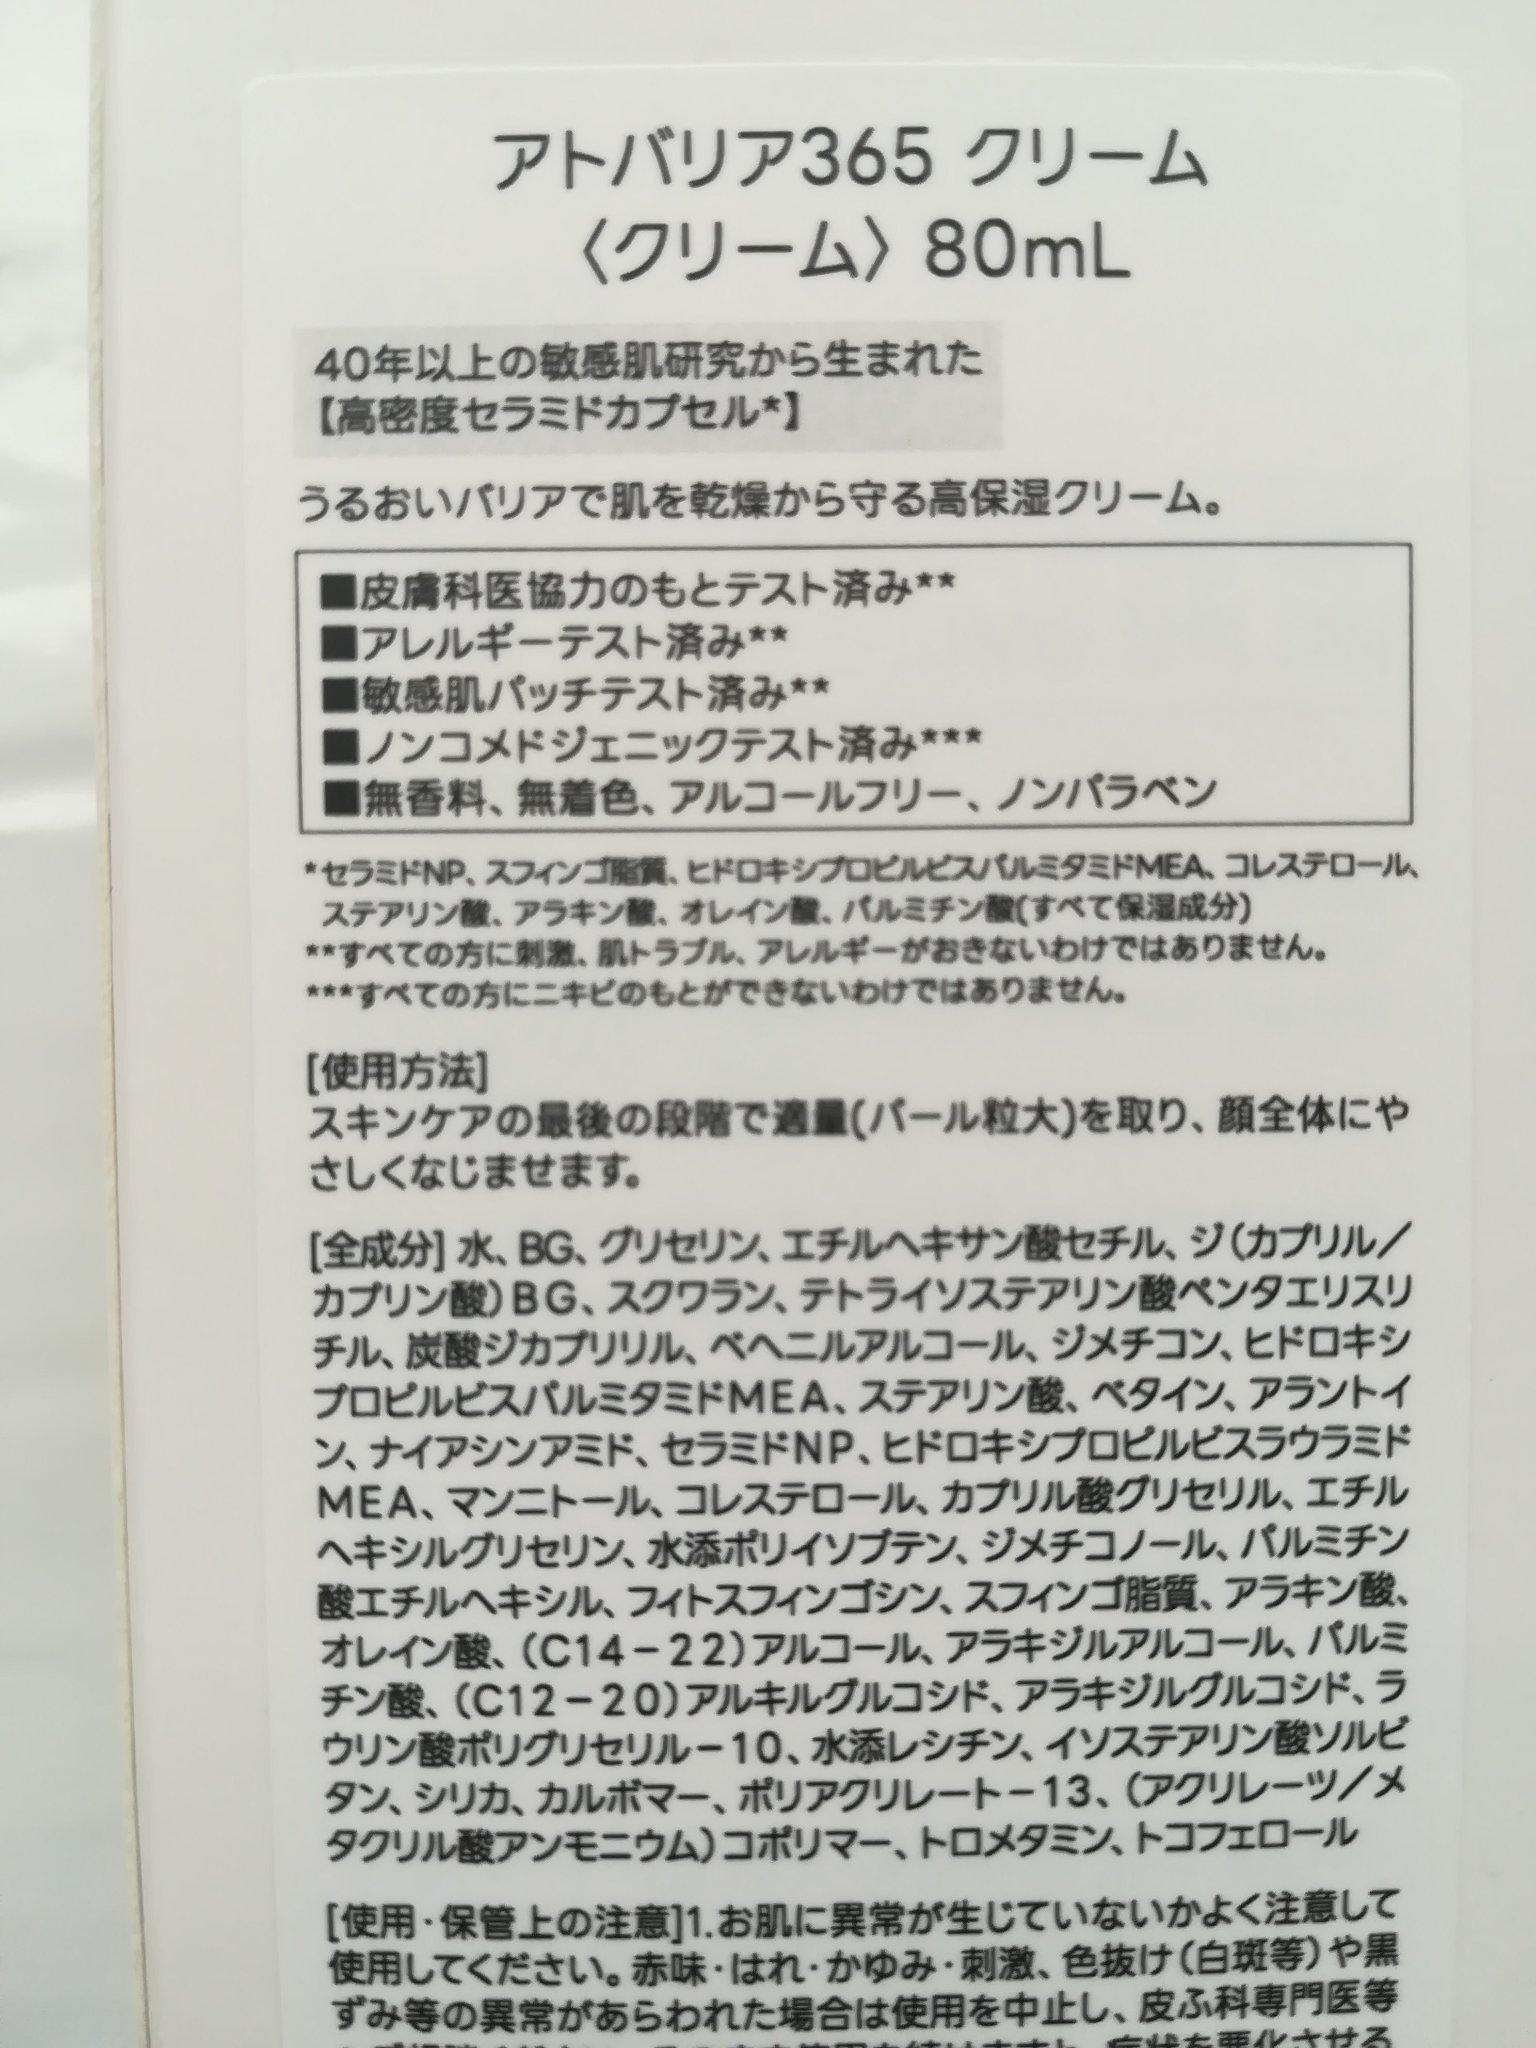 アトバリア365 クリーム
〈クリーム〉 80mL
40年以上の敏感肌研究から生まれた
【高密度セラミドカプセル*】
うるおいバリアで肌を乾燥から守る高保湿クリーム。
■皮膚科医協力のもとテスト済み**
■アレルギーテスト済み**
■敏感肌パッチテスト済み**
■ノンコメドジェニックテスト済み***
■無香料、無着色、アルコールフリー、ノンパラベン
*セラミドNP、スフィンゴ脂質、ヒドロキシプロピルビスパルミタミドMEA、コレステロール、
ステアリン酸、アラキン酸、オレイン酸、パルミチン酸(すべて保湿成分)
**すべての方に刺激、肌トラブル、アレルギーがおきないわけではありません。
***すべての方にニキビのもとができないわけではありません。
[使用方法]
スキンケアの最後の段階で適量(パール粒大)を取り、顔全体にや
さしくなじませます。
[全成分] 水、BG、グリセリン、エチルヘキサン酸セチル、ジ(カプリル/
カプリン酸)BG、スクワラン、テトライソステアリン酸ペンタエリスリ
チル、炭酸ジカプリリル、ベヘニルアルコール、ジメチコン、ヒドロキシ
プロピルビスパルミタミドMEA、ステアリン酸、ベタイン、アラントイ
ン、ナイアシンアミド、セラミドNP、ヒドロキシプロピルビスラウラミド
MEA、マンニトール、コレステロール、カプリル酸グリセリル、エチル
ヘキシルグリセリン、水添ポリイソブテン、ジメチコノール、パルミチン
酸エチルヘキシル、フィトスフィンゴシン、スフィンゴ脂質、アラキン酸、
オレイン酸、(C14-22)アルコール、アラキジルアルコール、パルミ
チン酸、(C12-20)アルキルグルコシド、アラキジルグルコシド、ラ
ウリン酸ポリグリセリル-10、水添レシチン、イソステアリン酸ソルビ
タン、シリカ、カルボマー、ポリアクリレート-13、(アクリレーツ/メ
タクリル酸アンモニウム)コポリマー、トロメタミン、トコフェロール
[使用・保管上の注意]1.お肌に異常が生じていないかよく注意して
使用してください。赤味・はれ・かゆみ・刺激、色抜け(白斑等)や黒
ずみ等の異常があらわれた場合は使用を中止し、皮ふ科専門医等